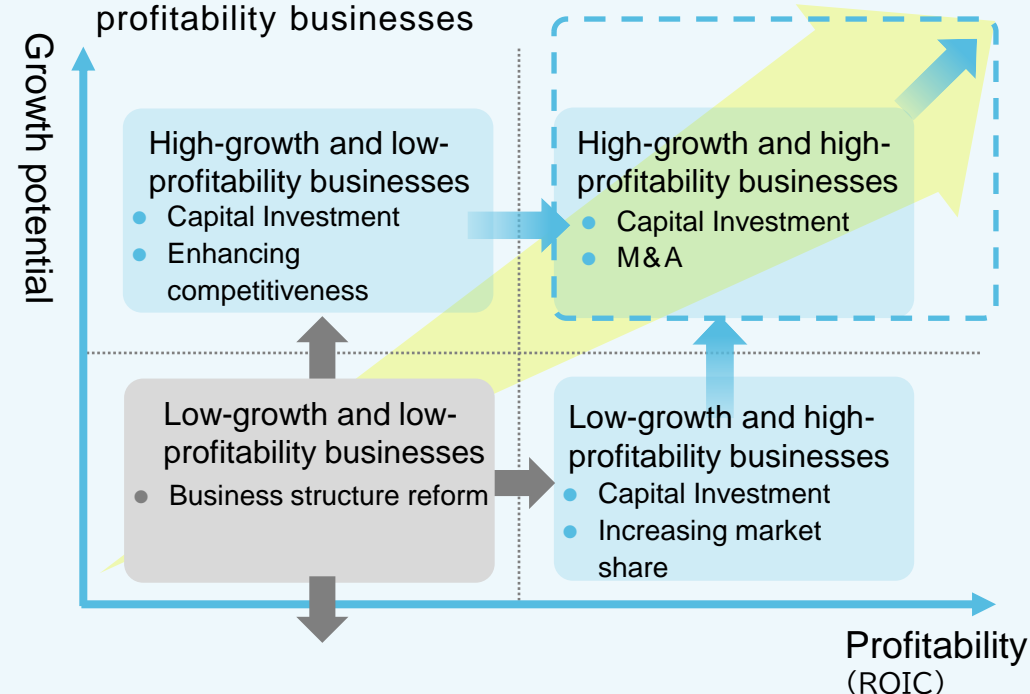 profitability businesses
Growth potential
High-growth and low-
profitability businesses
● Capital Investment
● Enhancing
competitiveness
High-growth and high-
profitability businesses
● Capital Investment
● M&A
Low-growth and low-
profitability businesses
● Business structure reform
Low-growth and high-
profitability businesses
● Capital Investment
● Increasing market
share
Profitability
（ROIC）